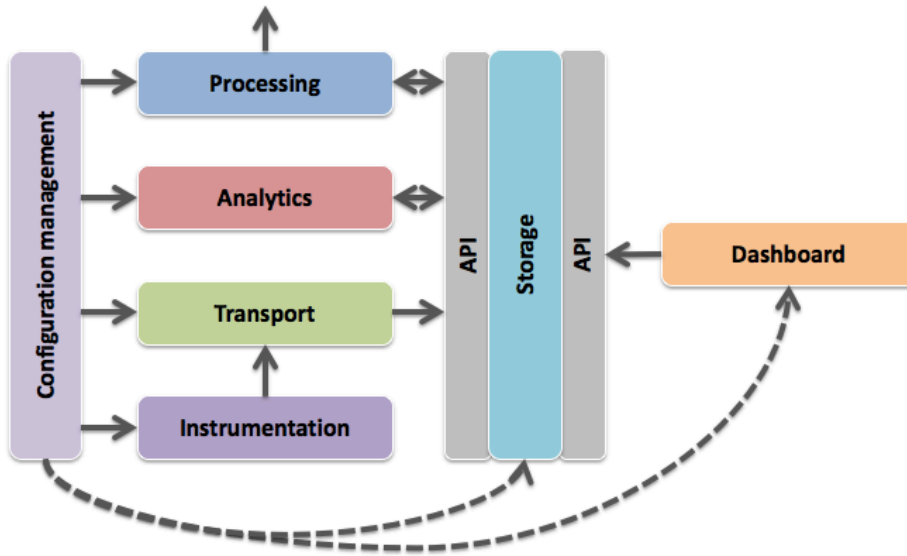 Configuration management
Processing
Analytics
Transport
Instrumentation
API
Storage
API
Dashboard